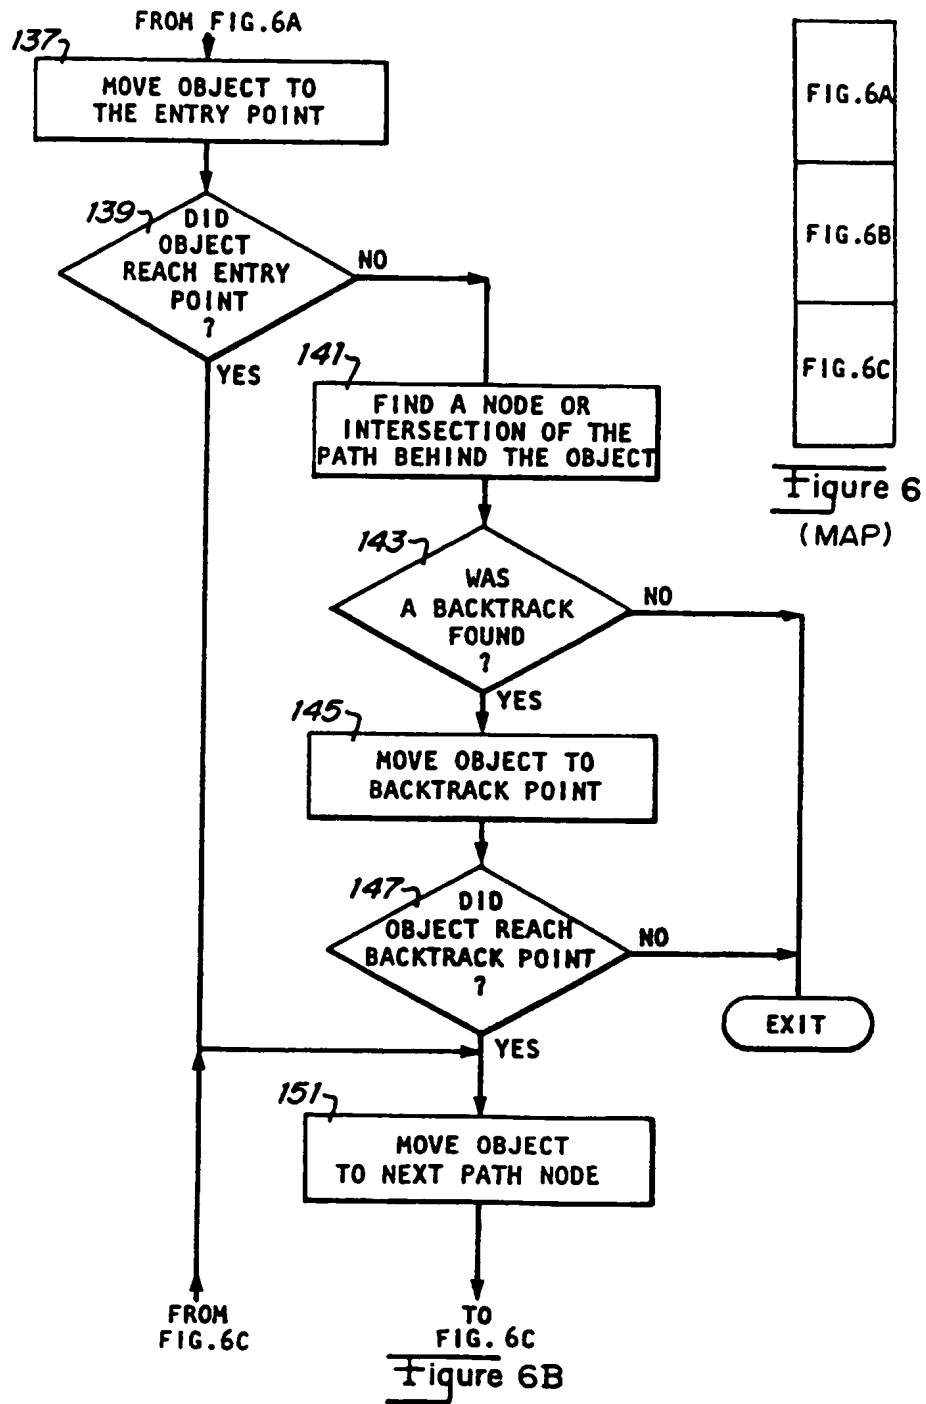 FROM FIG.6A
137
MOVE OBJECT TO
THE ENTRY POINT
139
DID
OBJECT
REACH ENTRY
POINT
?
NO
YES
141
FIND A NODE OR
INTERSECTION OF THE
PATH BEHIND THE OBJECT
143
WAS
A BACKTRACK
FOUND
?
NO
YES
145
MOVE OBJECT TO
BACKTRACK POINT
147
DID
OBJECT REACH
BACKTRACK POINT
?
NO
YES
EXIT
151
MOVE OBJECT
TO NEXT PATH NODE
FROM
FIG.6C
TO
FIG. 6C
Figure 6B
FIG.6A
FIG.6B
FIG.6C
Figure 6
(MAP)